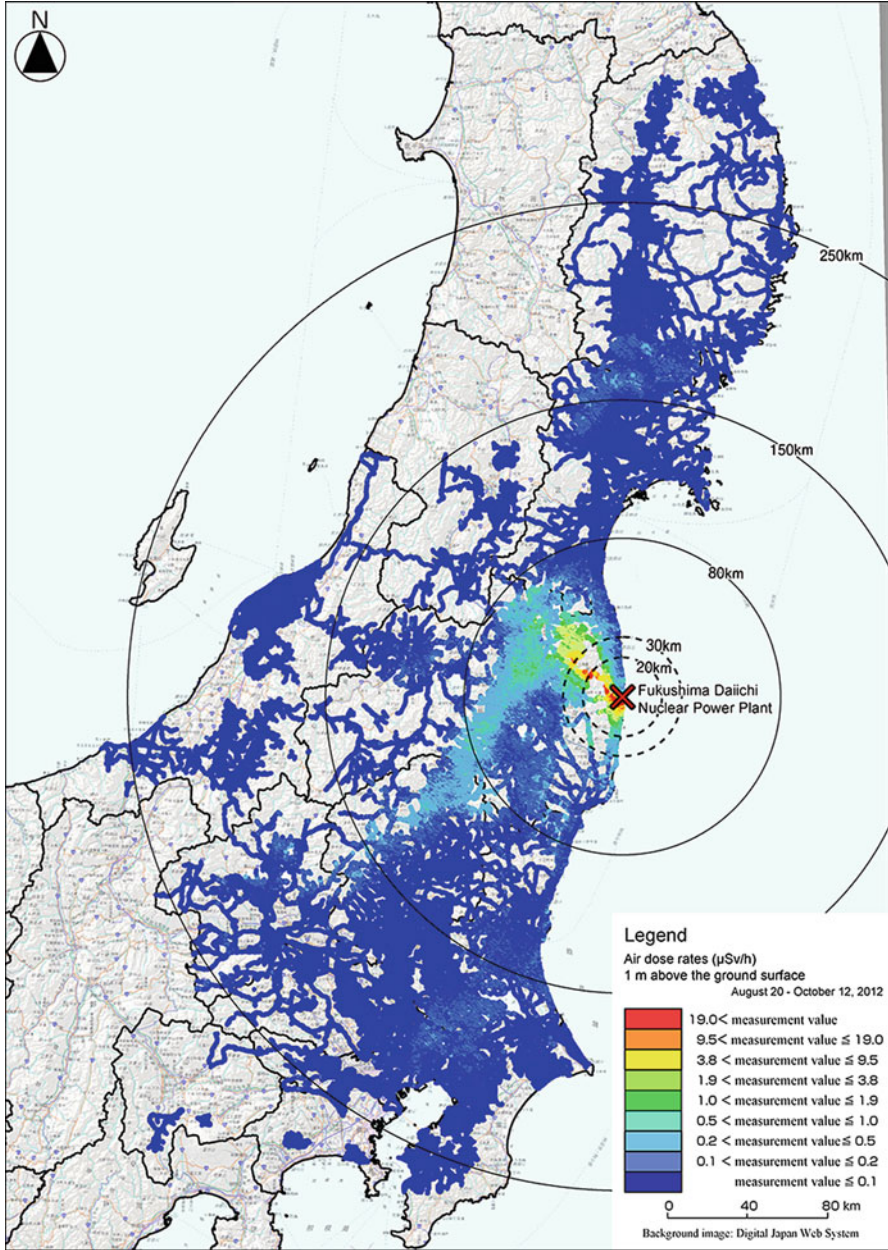 N
250km
150km
80km
30km
20km
Fukushima Daiichi
Nuclear Power Plant
Legend
Air dose rates (μSv/h)
1 m above the ground surface
August 20 - October 12, 2012
19.0< measurement value
9.5< measurement value ≦ 19.0
3.8 < measurement value ≦ 9.5
1.9 < measurement value ≦ 3.8
1.0 < measurement value ≦ 1.9
0.5 < measurement value ≦ 1.0
0.2 < measurement value≦ 0.5
0.1 < measurement value ≦ 0.2
measurement value ≦ 0.1
0 40 80 km
Background image: Digital Japan Web System